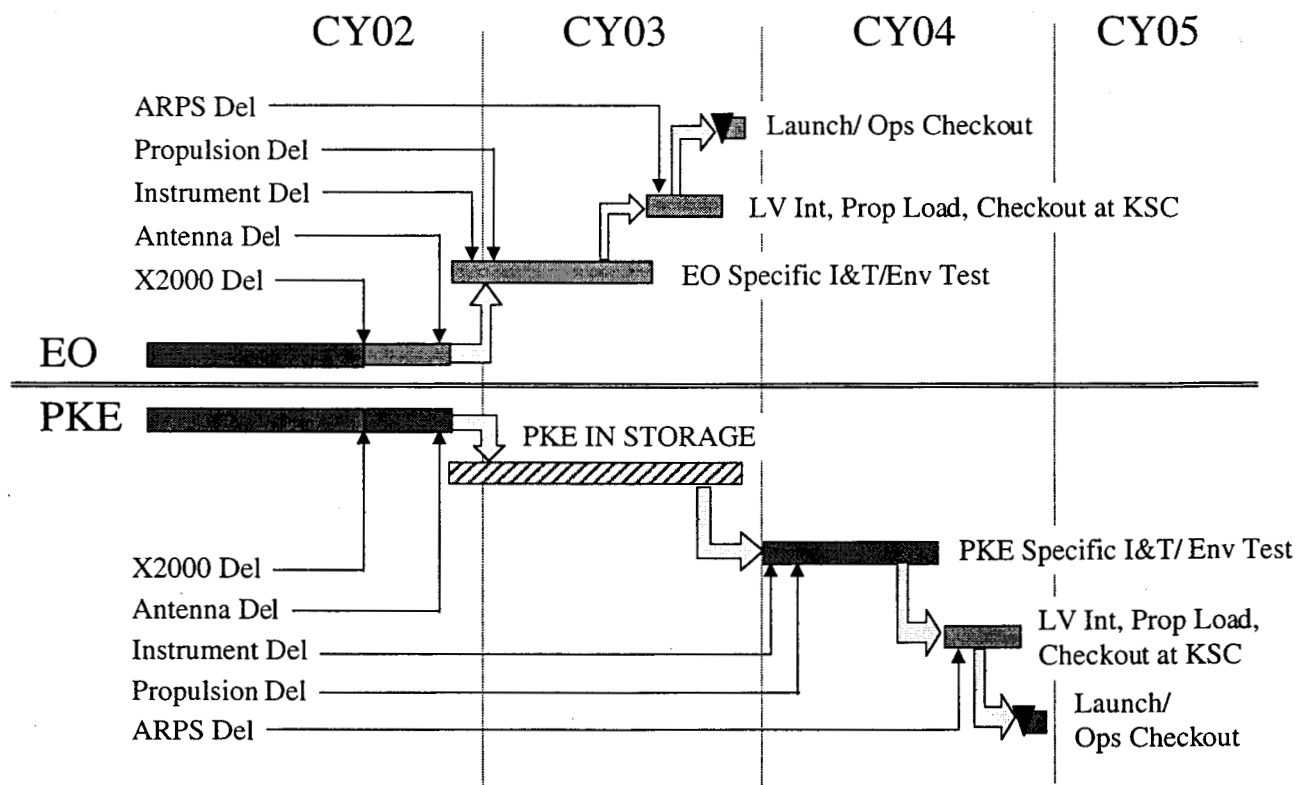 CY02 CY03 CY04 CY05
ARPS Del
Launch/ Ops Checkout
Propulsion Del
Instrument Del
LV Int, Prop Load, Checkout at KSC
Antenna Del
EO Specific I&T/Env Test
X2000 Del
EO
PKE
PKE IN STORAGE
PKE Specific I&T/ Env Test
X2000 Del
Antenna Del
LV Int, Prop Load,
Checkout at KSC
Instrument Del
Propulsion Del
ARPS Del
Launch/
Ops Checkout